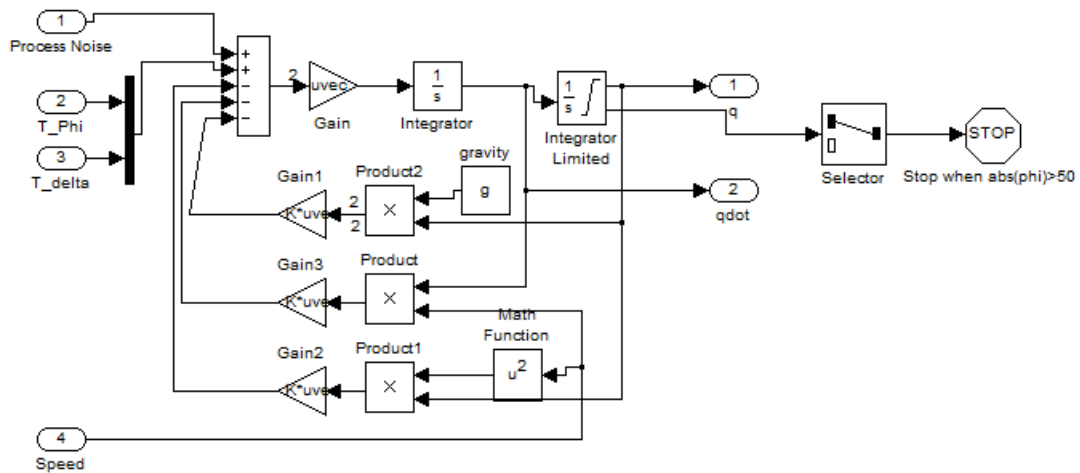 1
Process Noise
2
T_Phi
3
T_delta
+
+
−
−
−
2
uvec
Gain
1
s
Integrator
1
s
Integrator
Limited
1
q
2
qdot
Selector
STOP
Stop when abs(phi)>50
gravity
g
Gain1
K*uve
Product2
2
2
×
Gain3
K*uve
Product
×
Math
Function
u²
Gain2
K*uve
Product1
×
4
Speed